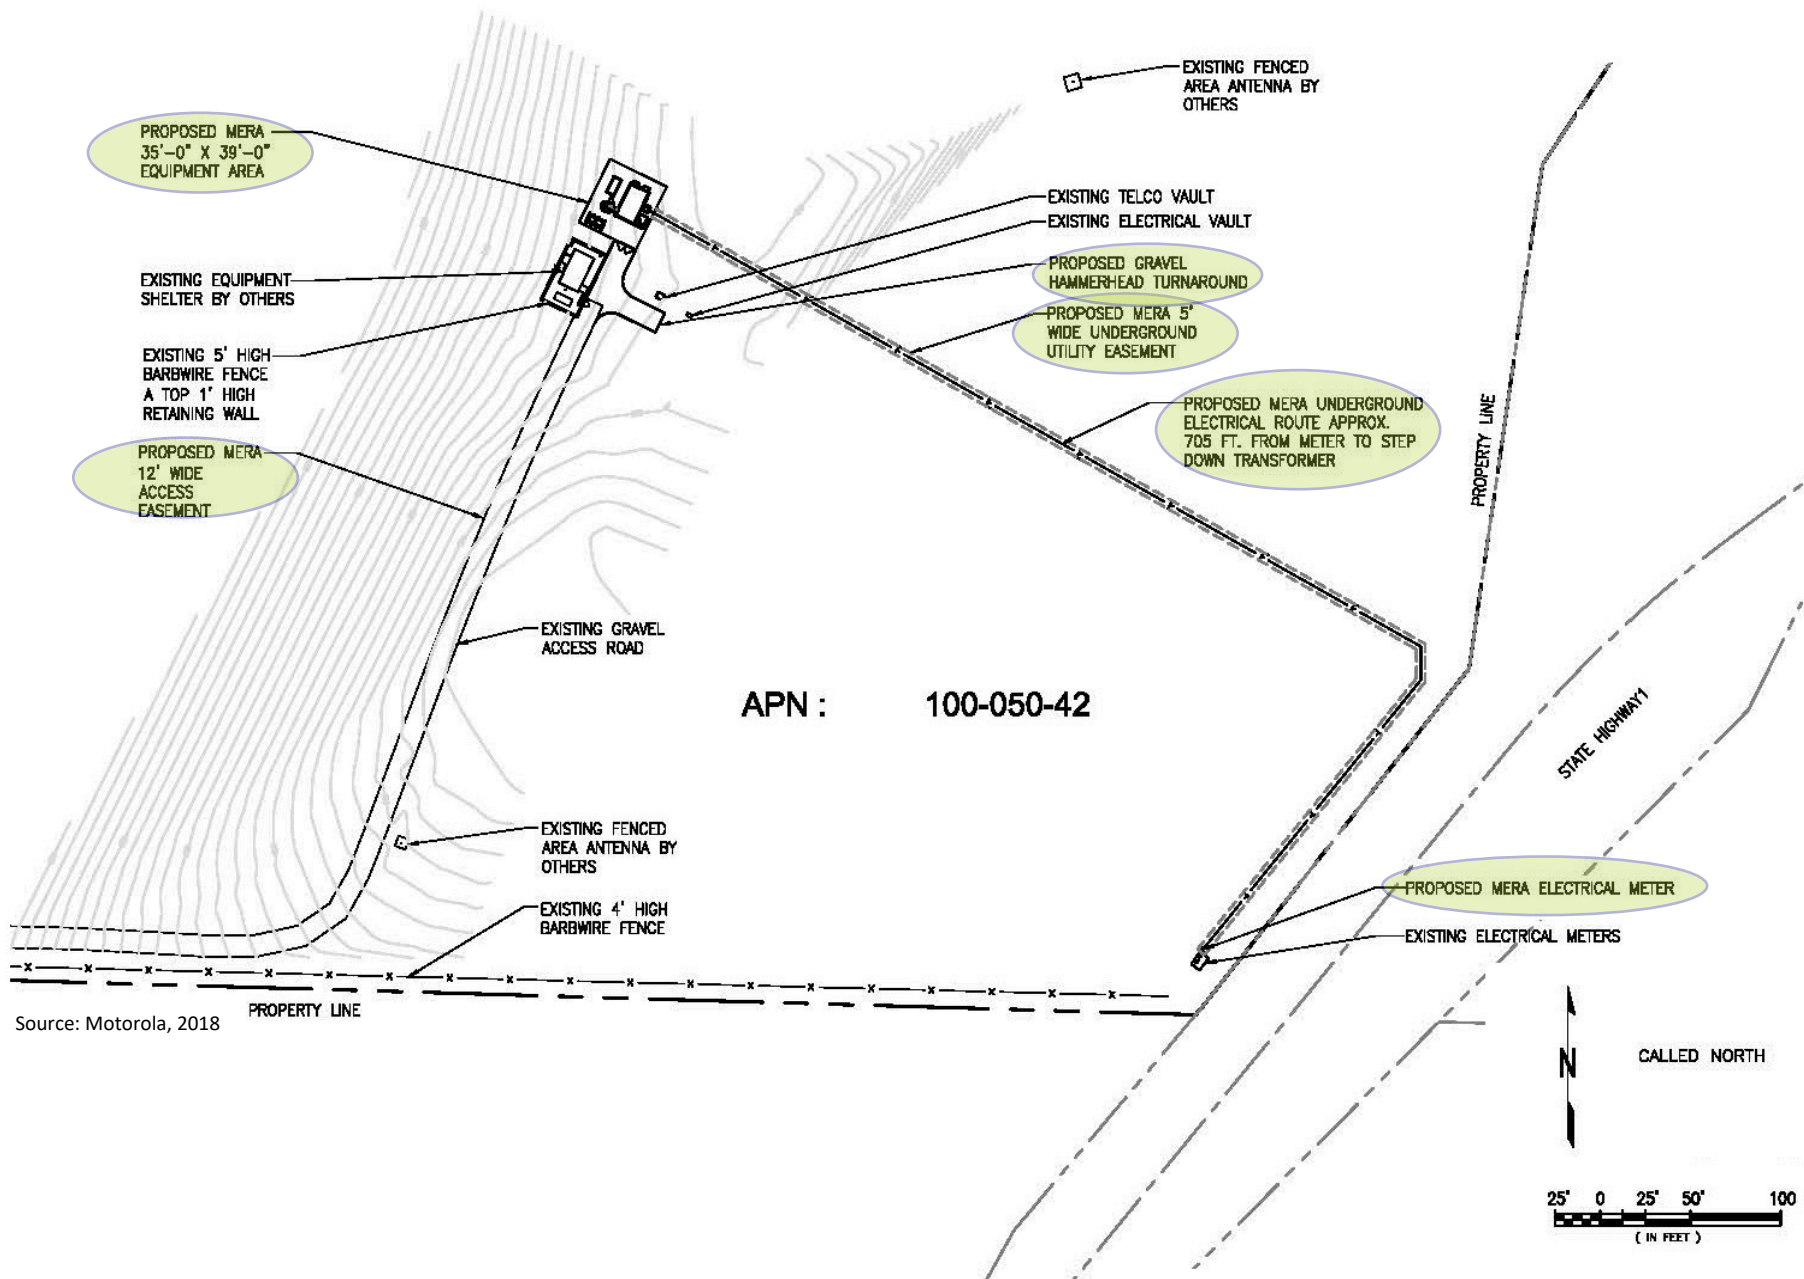 EXISTING FENCED
AREA ANTENNA BY
OTHERS
PROPOSED MERA
35'-0" X 39'-0"
EQUIPMENT AREA
EXISTING TELCO VAULT
EXISTING ELECTRICAL VAULT
PROPOSED GRAVEL
HAMMERHEAD TURNAROUND
EXISTING EQUIPMENT
SHELTER BY OTHERS
PROPOSED MERA 5'
WIDE UNDERGROUND
UTILITY EASEMENT
EXISTING 5' HIGH
BARBWIRE FENCE
A TOP 1' HIGH
RETAINING WALL
PROPOSED MERA UNDERGROUND
ELECTRICAL ROUTE APPROX.
705 FT. FROM METER TO STEP
DOWN TRANSFORMER
PROPERTY LINE
PROPOSED MERA
12' WIDE
ACCESS
EASEMENT
EXISTING GRAVEL
ACCESS ROAD
APN : 100-050-42
STATE HIGHWAY1
EXISTING FENCED
AREA ANTENNA BY
OTHERS
PROPOSED MERA ELECTRICAL METER
EXISTING 4' HIGH
BARBWIRE FENCE
EXISTING ELECTRICAL METERS
PROPERTY LINE
Source: Motorola, 2018
N
CALLED NORTH
25' 0 25' 50' 100
( IN FEET )